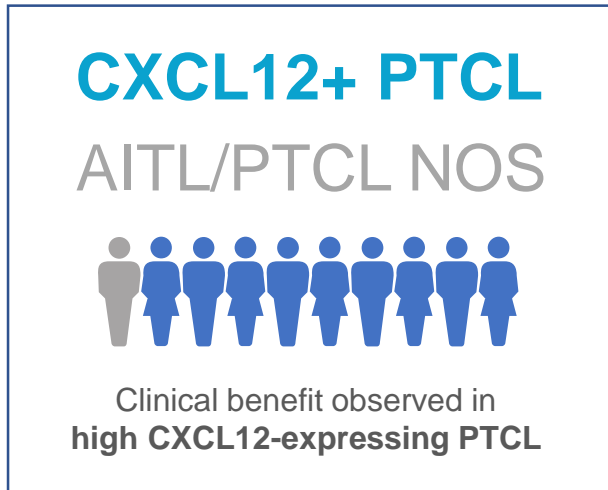 CXCL12+ PTCL
AITL/PTCL NOS
Clinical benefit observed in
high CXCL12-expressing PTCL